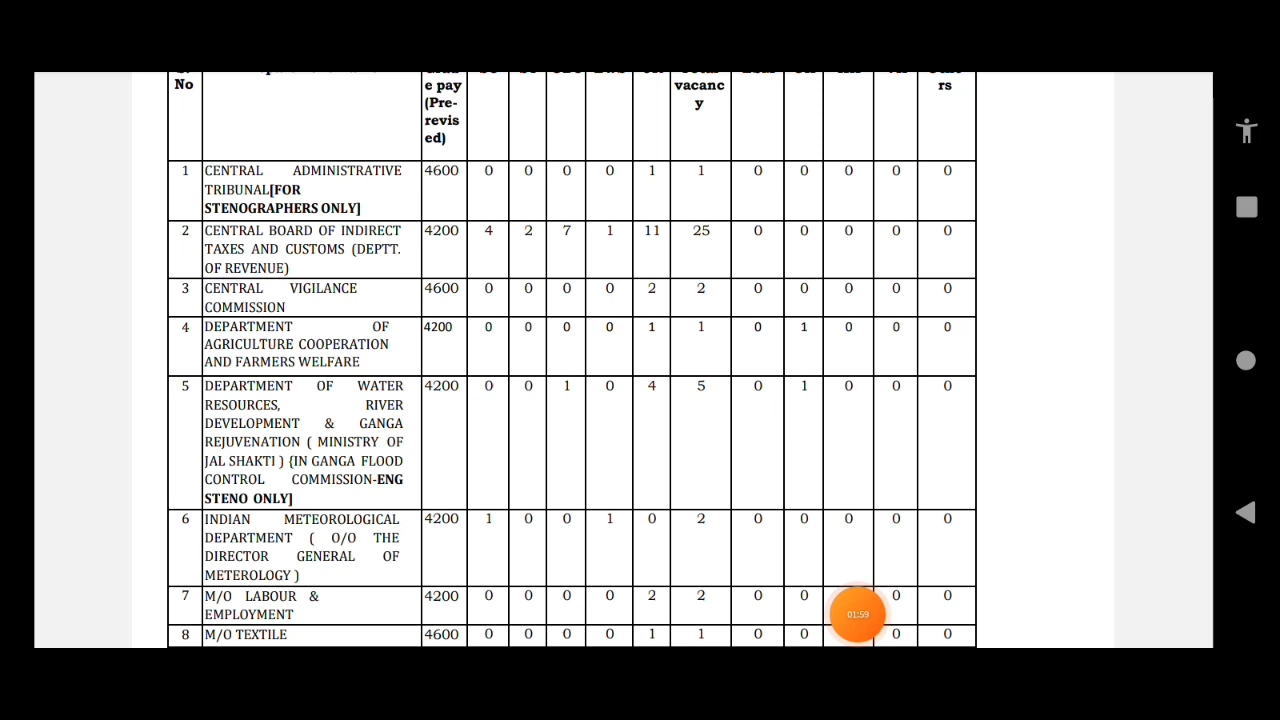 No
e pay
(Pre-
revis
ed)
vacanc
y
rs
1 CENTRAL ADMINISTRATIVE 4600 0 0 0 0 1 1 0 0 0 0 0
TRIBUNAL[FOR
STENOGRAPHERS ONLY]
2 CENTRAL BOARD OF INDIRECT 4200 4 2 7 1 11 25 0 0 0 0 0
TAXES AND CUSTOMS (DEPTT.
OF REVENUE)
3 CENTRAL VIGILANCE 4600 0 0 0 0 2 2 0 0 0 0 0
COMMISSION
4 DEPARTMENT OF 4200 0 0 0 0 1 1 0 1 0 0 0
AGRICULTURE COOPERATION
AND FARMERS WELFARE
5 DEPARTMENT OF WATER 4200 0 0 1 0 4 5 0 1 0 0 0
RESOURCES, RIVER
DEVELOPMENT & GANGA
REJUVENATION ( MINISTRY OF
JAL SHAKTI ) {IN GANGA FLOOD
CONTROL COMMISSION-ENG
STENO ONLY]
6 INDIAN METEOROLOGICAL 4200 1 0 0 1 0 2 0 0 0 0 0
DEPARTMENT ( O/O THE
DIRECTOR GENERAL OF
METEROLOGY )
7 M/O LABOUR & 4200 0 0 0 0 2 2 0 0 0 0
EMPLOYMENT
01:59
8 M/O TEXTILE 4600 0 0 0 0 1 1 0 0 0 0